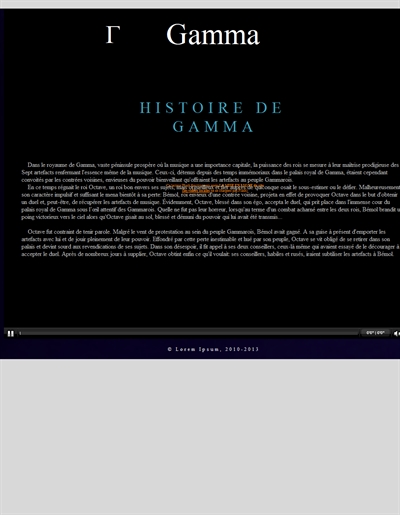 Γ Gamma
HISTOIRE DE
GAMMA
Dans le royaume de Gamma, vaste péninsule prospère où la musique a une importance capitale, la puissance des rois se mesure à leur maîtrise prodigieuse des
Sept artefacts renfermant l'essence même de la musique. Ceux-ci, détenus depuis des temps immémoriaux dans le palais royal de Gamma, étaient cependant
convoités par les contrées voisines, envieuses du pouvoir bienveillant qu'offraient les artefacts au peuple Gammarois.
En ce temps régnait le roi Octave, un roi bon envers ses sujets, mais orgueilleux et des supérs de quiconque osait le sous-estimer ou le défier. Malheureusement
son caractère impulsif et suffisant le mena bientôt à sa perte. Bémol, roi envieux d'une contrée voisine, projeta en effet de provoquer Octave dans le but d'obtenir
un duel et, peut-être, de récupérer les artefacts de musique. Évidemment, Octave, blessé dans son égo, accepta le duel, qui prit place dans l'immense cour du
palais royal de Gamma sous l'œil attentif des Gammarois. Quelle ne fut pas leur horreur, lorsqu'au terme d'un combat acharné entre les deux rois, Bémol brandit u
poing victorieux vers le ciel alors qu'Octave gisait au sol, blessé et démuni du pouvoir qui lui avait été transmis...
Octave fut contraint de tenir parole. Malgré le vent de protestation au sein du peuple Gammarois, Bémol avait gagné. A sa guise à présent d'emporter les
artefacts avec lui et de jouir pleinement de leur pouvoir. Effondré par cette perte inestimable et hué par son peuple, Octave se vit obligé de se retirer dans son
palais et devint sourd aux revendications de ses sujets. Dans son désespoir, il fit appel à ses deux conseillers, ceux-là même qui avaient essayé de le décourager à
accepter le duel. Après de nombreux jours à supplier, Octave obtint enfin ce qu'il voulait: ses conseillers, habiles et rusés, iraient subtiliser les artefacts à Bémol.
© Lorem Ipsum, 2010-2013